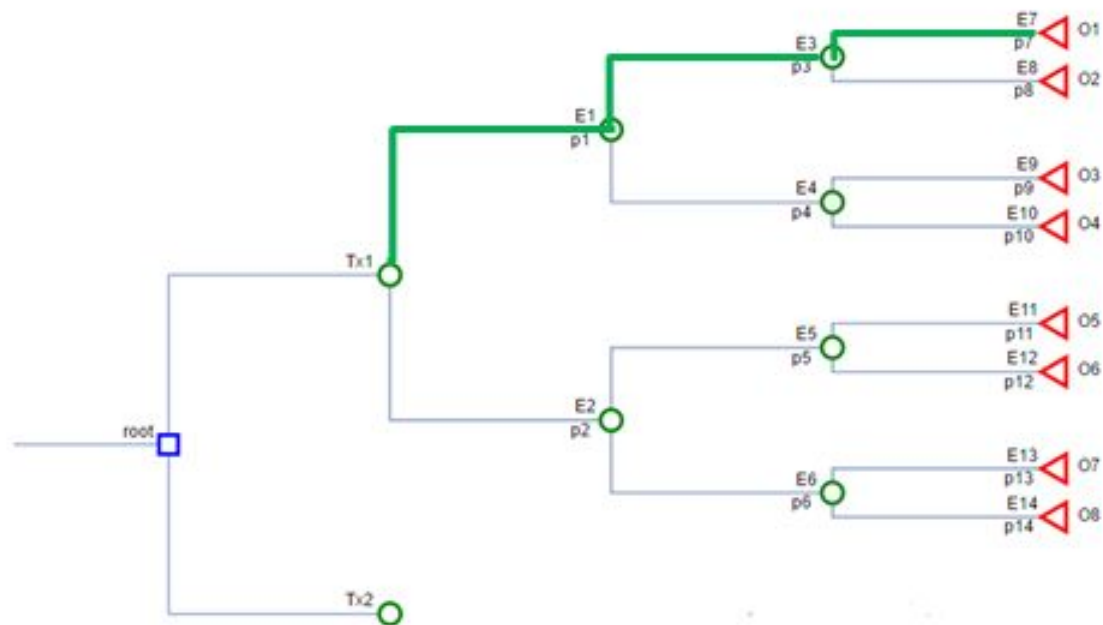 E7 O1
p7
E3
p3
E8 O2
p8
E1
p1
E9 O3
p9
E4
p4
E10 O4
p10
Tx1
E11 O5
p11
E5
p5
E12 O6
p12
E2
p2
root
E13 O7
p13
E6
p6
E14 O8
p14
Tx2